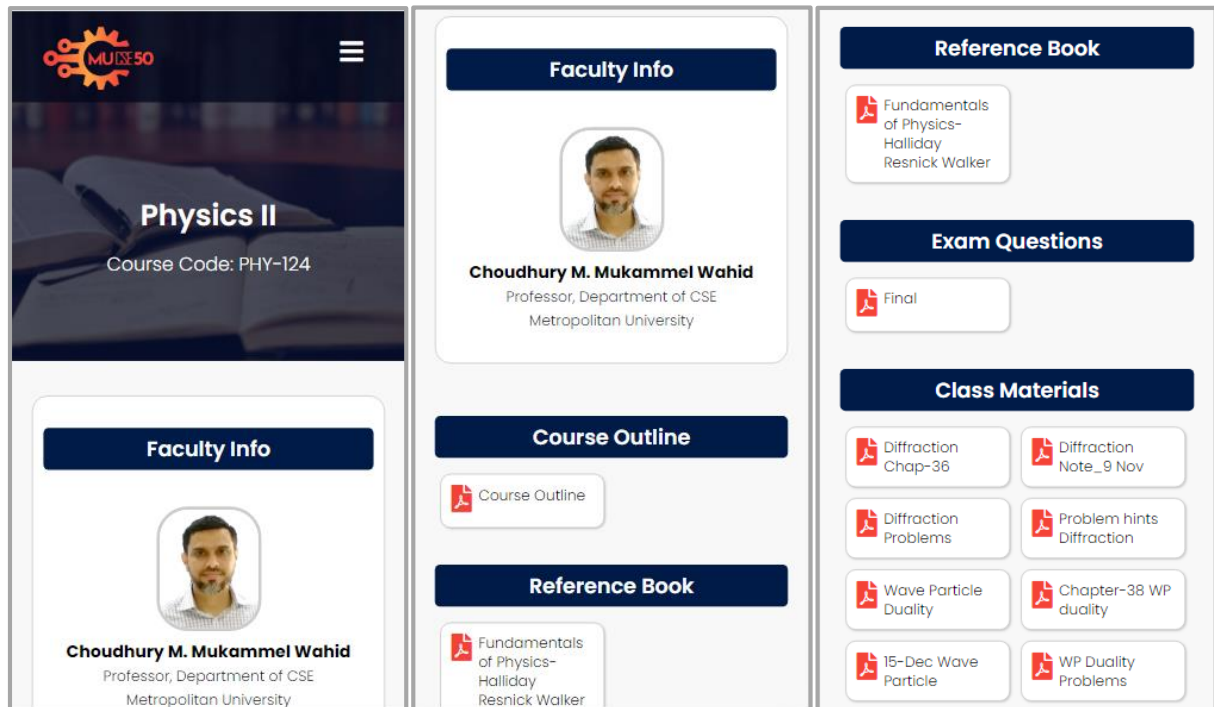 MU CSE 50
Physics II
Course Code: PHY-124
Faculty Info
Choudhury M. Mukammel Wahid
Professor, Department of CSE
Metropolitan University
Faculty Info
Choudhury M. Mukammel Wahid
Professor, Department of CSE
Metropolitan University
Course Outline
Course Outline
Reference Book
Fundamentals
of Physics-
Halliday
Resnick Walker
Reference Book
Fundamentals
of Physics-
Halliday
Resnick Walker
Exam Questions
Final
Class Materials
Diffraction
Chap-36
Diffraction
Note_9 Nov
Diffraction
Problems
Problem hints
Diffraction
Wave Particle
Duality
Chapter-38 WP
duality
15-Dec Wave
Particle
WP Duality
Problems